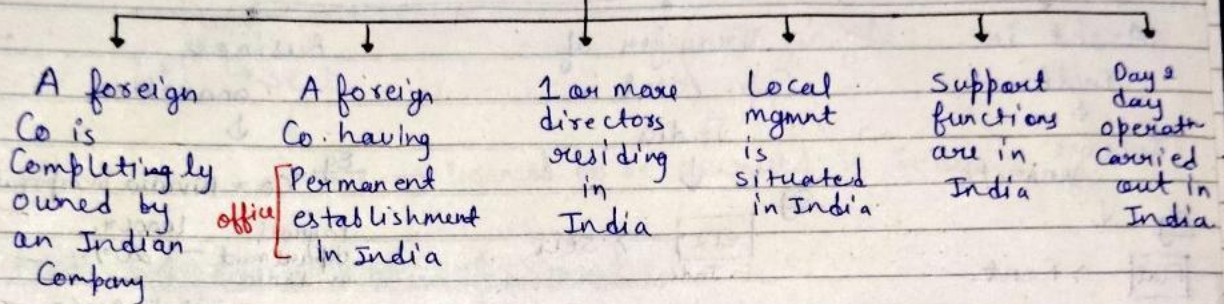 A foreign
Co is
Completingly
owned by
an Indian
Company
A foreign
Co. having
office
Permanent
establishment
In India
1 or more
directors
residing
in
India
Local
mgmnt
is
situated
in India
Support
functions
are in
India
Day 2
day
operatn
Carried
out in
India